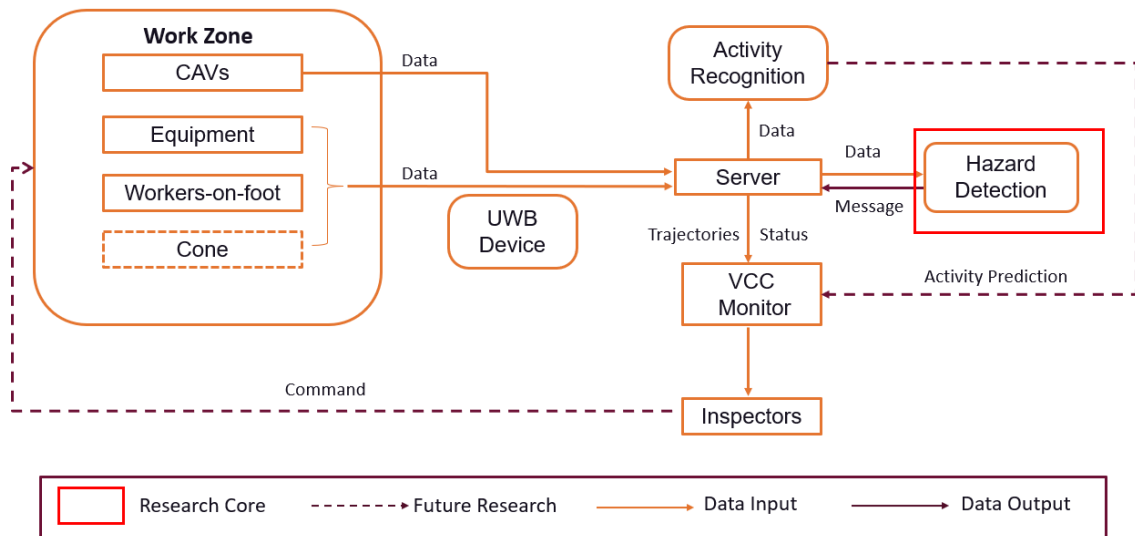 Work Zone
CAVs
Equipment
Workers-on-foot
Cone
Data
Data
UWB
Device
Activity
Recognition
Data
Server
Data
Message
Hazard
Detection
Trajectories
Status
VCC
Monitor
Activity Prediction
Command
Inspectors
Research Core
Future Research
Data Input
Data Output